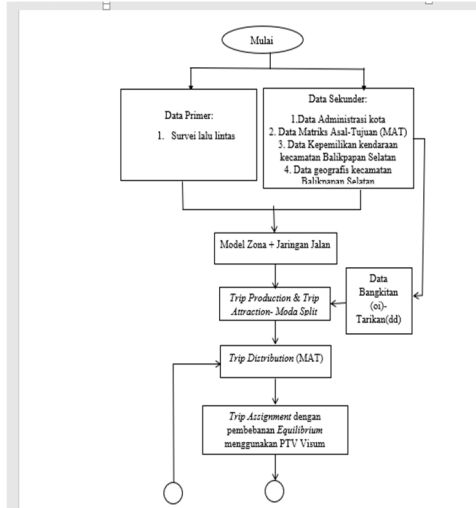 Mulai
Data Primer:
1. Survei lalu lintas
Data Sekunder:
1.Data Administrasi kota
2. Data Matriks Asal-Tujuan (MAT)
3. Data Kepemilikan kendaraan
kecamatan Balikpapan Selatan
4. Data geografis kecamatan
Balikpapan Selatan
Model Zona + Jaringan Jalan
Data
Bangkitan
(oi)-
Tarikan(dd)
Trip Production & Trip
Attraction- Moda Split
Trip Distribution (MAT)
Trip Assignment dengan
pembebanan Equilibrium
menggunakan PTV Visum